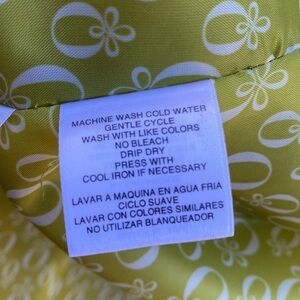 MACHINE WASH COLD WATER
GENTLE CYCLE
WASH WITH LIKE COLORS
NO BLEACH
DRIP DRY
PRESS WITH
COOL IRON IF NECESSARY
LAVAR A MAQUINA EN AGUA FRIA
CICLO SUAVE
LAVAR CON COLORES SIMILARES
NO UTILIZAR BLANQUEADOR